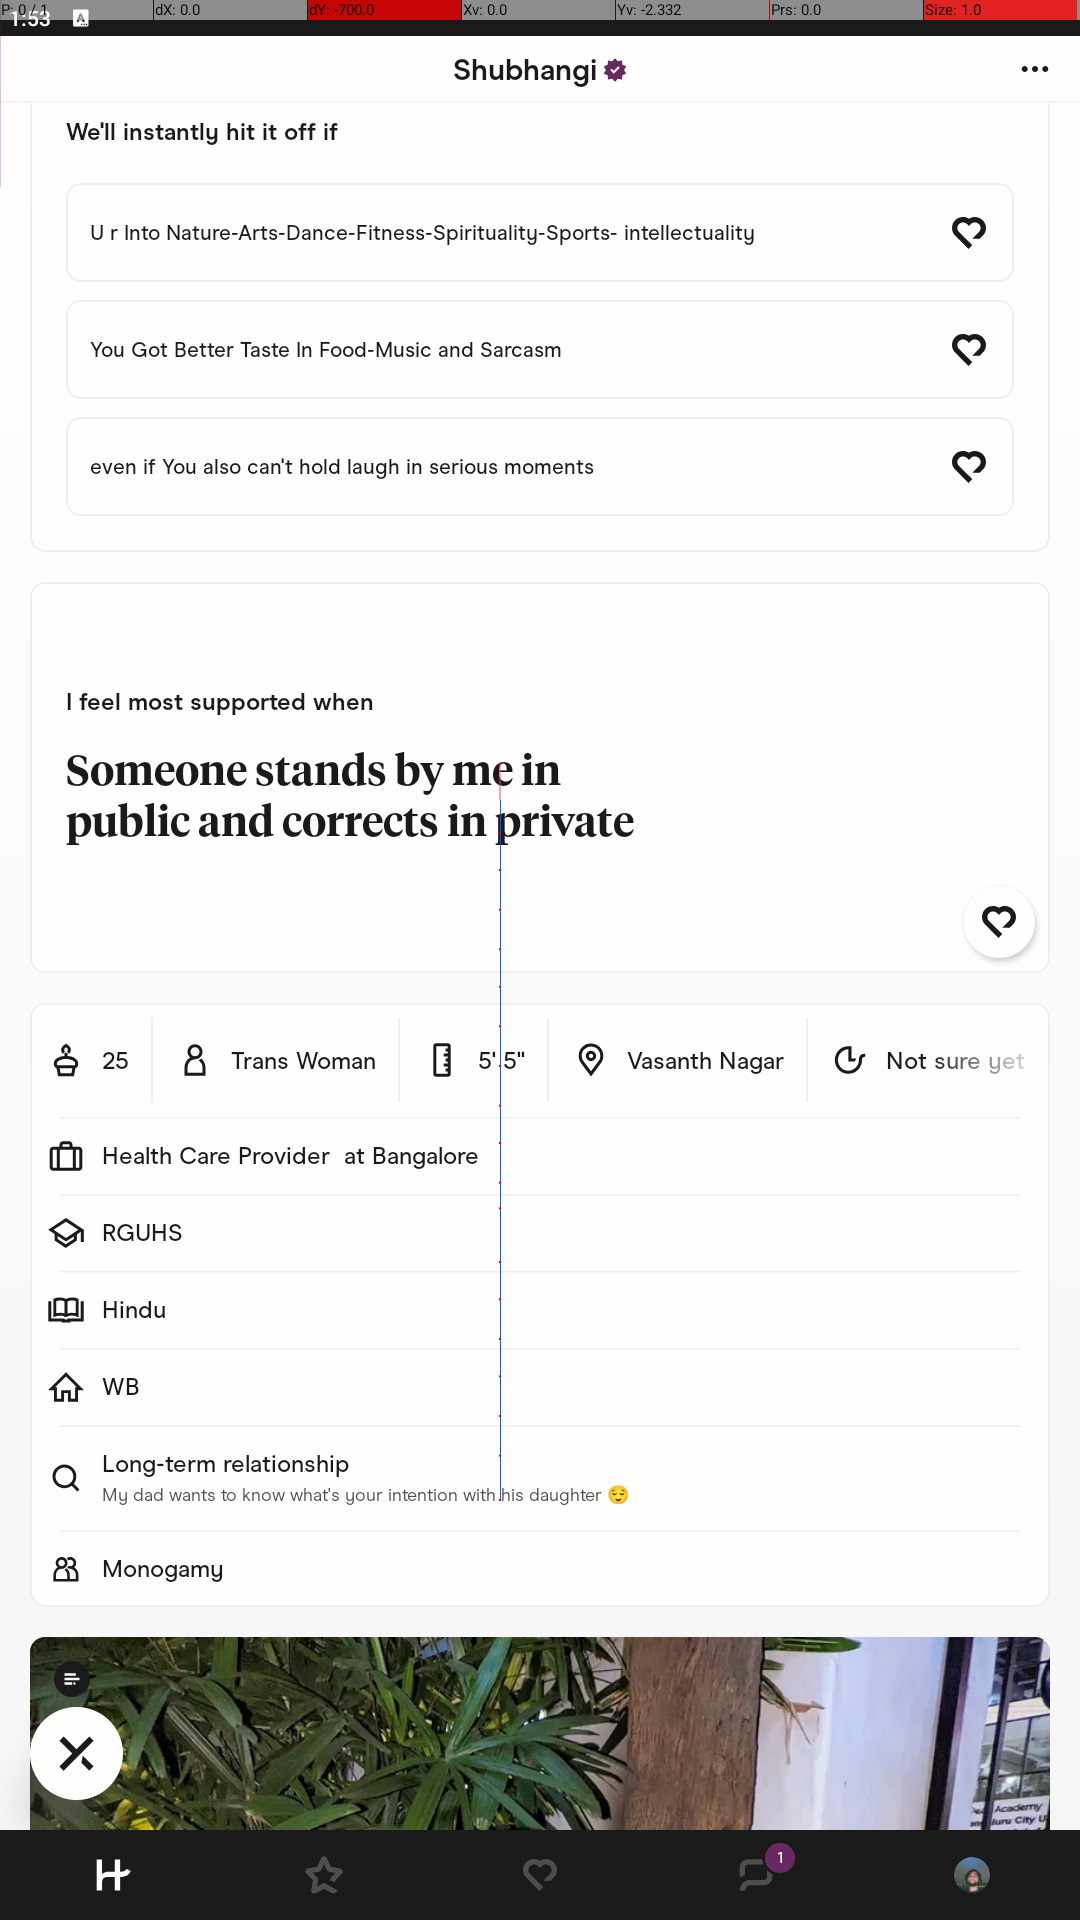 P: 0 / 1 dX: 0.0 dY: -700.0 Xv: 0.0 Yv: -2.332 Prs: 0.0 Size: 1.0
1:53 A
Shubhangi
We'll instantly hit it off if
U r Into Nature-Arts-Dance-Fitness-Spirituality-Sports- intellectuality
You Got Better Taste In Food-Music and Sarcasm
even if You also can't hold laugh in serious moments
I feel most supported when
Someone stands by me in
public and corrects in private
25 Trans Woman 5' 5" Vasanth Nagar Not sure yet
Health Care Provider at Bangalore
RGUHS
Hindu
WB
Long-term relationship
My dad wants to know what's your intention with his daughter 😌
Monogamy
Academy
City
1